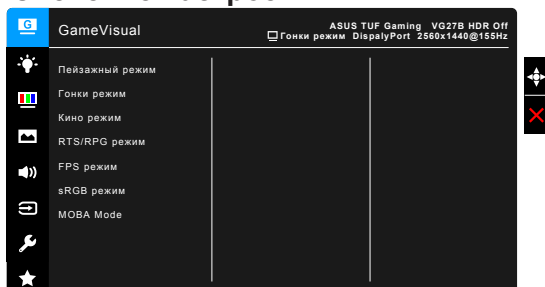 G
GameVisual
ASUS TUF Gaming VG27B HDR Off
Гонки режим DispalyPort 2560x1440@155Hz
Пейзажный режим
Гонки режим
Кино режим
RTS/RPG режим
FPS режим
sRGB режим
MOBA Mode